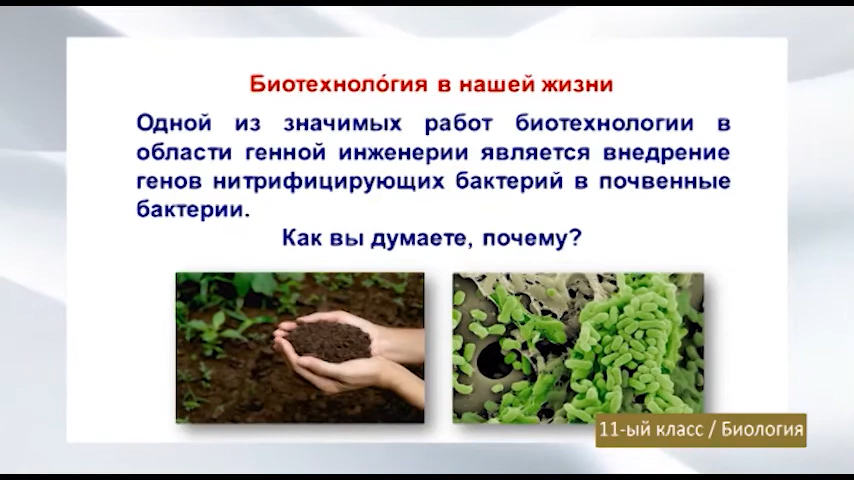 Биотехноло́гия в нашей жизни
Одной из значимых работ биотехнологии в
области генной инженерии является внедрение
генов нитрифицирующих бактерий в почвенные
бактерии.
Как вы думаете, почему?
11-ый класс / Биология